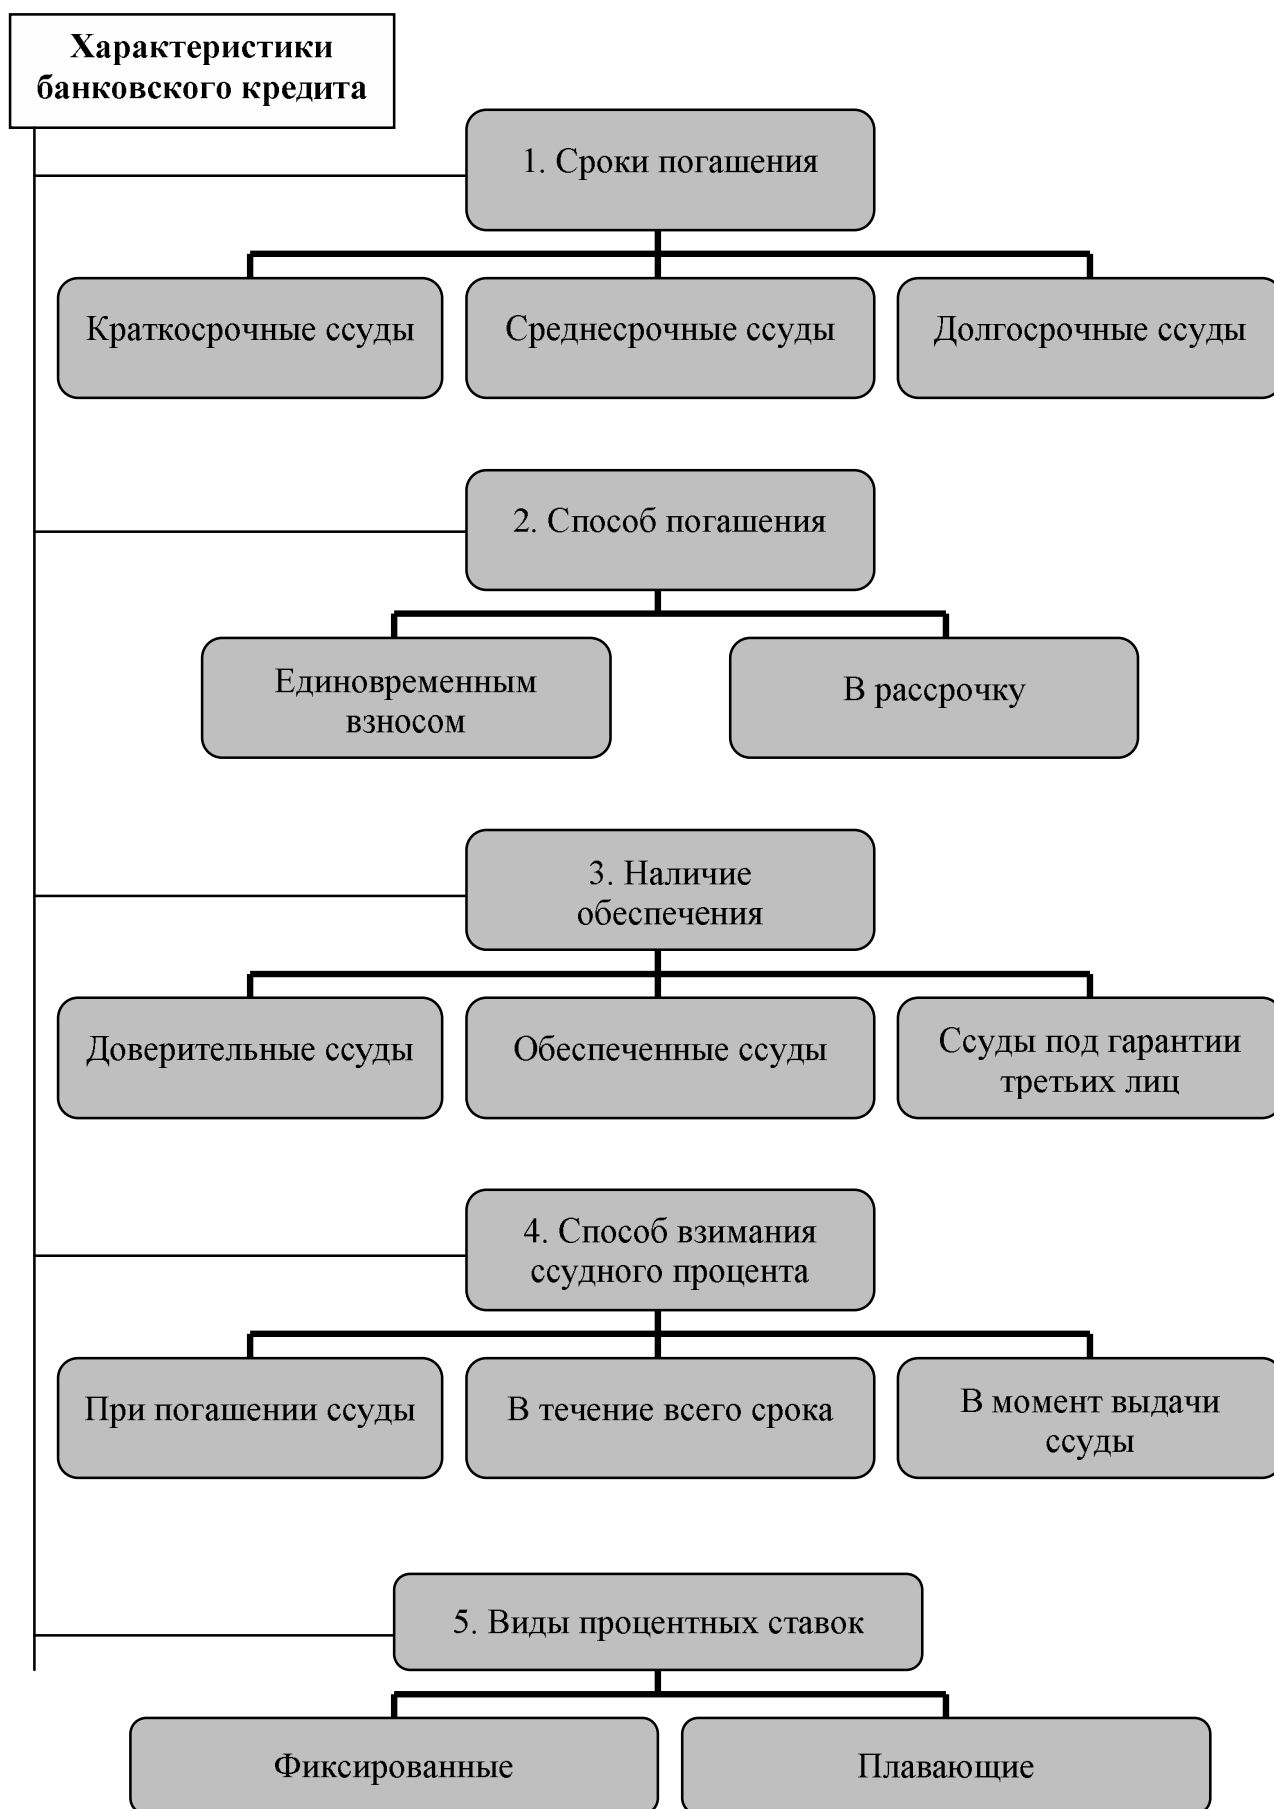 Характеристики
банковского кредита
1. Сроки погашения
Краткосрочные ссуды
Среднесрочные ссуды
Долгосрочные ссуды
2. Способ погашения
Единовременным
взносом
В рассрочку
3. Наличие
обеспечения
Доверительные ссуды
Обеспеченные ссуды
Ссуды под гарантии
третьих лиц
4. Способ взимания
ссудного процента
При погашении ссуды
В течение всего срока
В момент выдачи
ссуды
5. Виды процентных ставок
Фиксированные
Плавающие